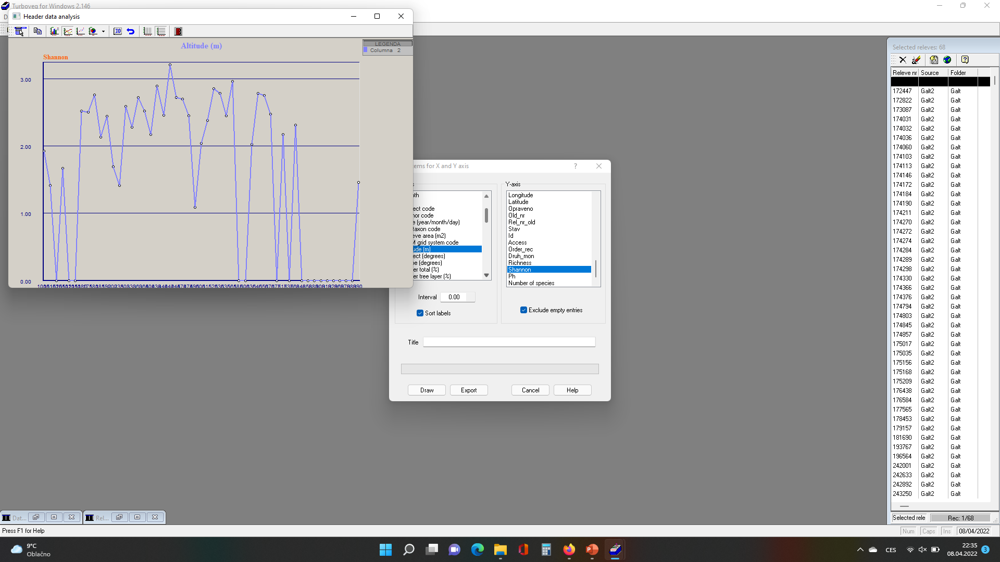 Turboveg for Windows 2.146
Header data analysis
3D
Altitude (m)
Shannon
LEGENDA
Columna 2
3.00
2.00
1.00
0.00
ems for X and Y axis
?
Y-axis
ect code
e (year/month/day)
taxon code
eve area (m2)
grid system code
ude (m)
ect (degrees)
e (degrees)
er total (%)
er tree layer (%)
Interval 0.00
Sort labels
Longitude
Latitude
Opraveno
Old_nr
Rel_nr_old
Stav
Id
Access
Order_rec
Druh_mon
Richness
Shannon
Ph
Number of species
Exclude empty entries
Title
Draw Export Cancel Help
Selected releves: 68
Releve nr Source Folder
172447 Galt2 Galt
172822 Galt2 Galt
173087 Galt2 Galt
174031 Galt2 Galt
174032 Galt2 Galt
174036 Galt2 Galt
174060 Galt2 Galt
174103 Galt2 Galt
174113 Galt2 Galt
174146 Galt2 Galt
174172 Galt2 Galt
174184 Galt2 Galt
174190 Galt2 Galt
174211 Galt2 Galt
174270 Galt2 Galt
174272 Galt2 Galt
174274 Galt2 Galt
174284 Galt2 Galt
174289 Galt2 Galt
174298 Galt2 Galt
174330 Galt2 Galt
174366 Galt2 Galt
174376 Galt2 Galt
174794 Galt2 Galt
174803 Galt2 Galt
174845 Galt2 Galt
174857 Galt2 Galt
175017 Galt2 Galt
175035 Galt2 Galt
175156 Galt2 Galt
175168 Galt2 Galt
175209 Galt2 Galt
176438 Galt2 Galt
176584 Galt2 Galt
177565 Galt2 Galt
178453 Galt2 Galt
179157 Galt2 Galt
181690 Galt2 Galt
193767 Galt2 Galt
196564 Galt2 Galt
242001 Galt2 Galt
242633 Galt2 Galt
242892 Galt2 Galt
243250 Galt2 Galt
Selected rele Rec: 1/68
Dat... Rel...
Press F1 for Help
Num Caps Ins 08/04/2022
9°C
Oblačno
CES
22:35
08.04.2022
3